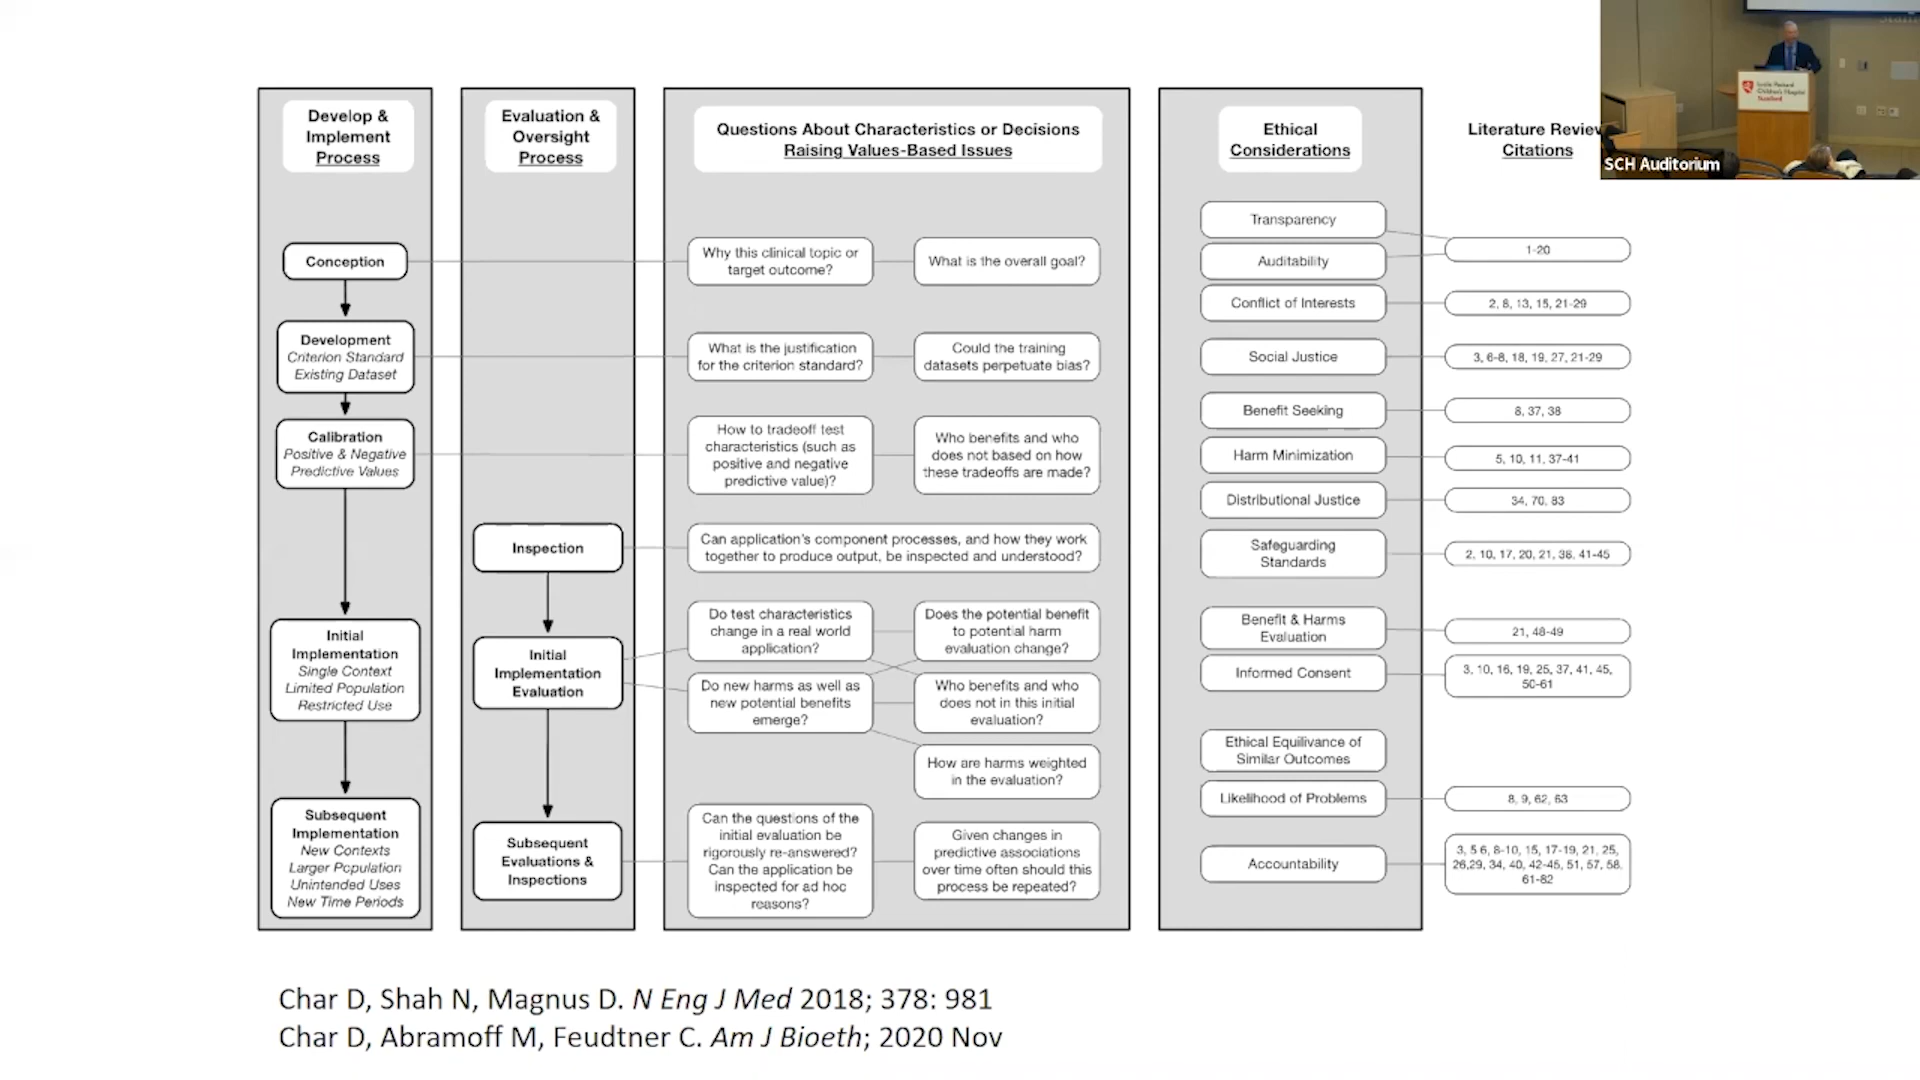 Develop &
Implement
Process
Evaluation &
Oversight
Process
Questions About Characteristics or Decisions
Raising Values-Based Issues
Ethical
Considerations
Literature Review
Citations
Conception
Development
Criterion Standard
Existing Dataset
Calibration
Positive & Negative
Predictive Values
Initial
Implementation
Single Context
Limited Population
Restricted Use
Subsequent
Implementation
New Contexts
Larger Population
Unintended Uses
New Time Periods
Inspection
Initial
Implementation
Evaluation
Subsequent
Evaluations &
Inspections
Why this clinical topic or
target outcome?
What is the overall goal?
What is the justification
for the criterion standard?
Could the training
datasets perpetuate bias?
How to tradeoff test
characteristics (such as
positive and negative
predictive value)?
Who benefits and who
does not based on how
these tradeoffs are made?
Can application's component processes, and how they work
together to produce output, be inspected and understood?
Do test characteristics
change in a real world
application?
Does the potential benefit
to potential harm
evaluation change?
Do new harms as well as
new potential benefits
emerge?
Who benefits and who
does not in this initial
evaluation?
How are harms weighted
in the evaluation?
Can the questions of the
initial evaluation be
rigorously re-answered?
Can the application be
inspected for ad hoc
reasons?
Given changes in
predictive associations
over time often should this
process be repeated?
Transparency
Auditability
Conflict of Interests
Social Justice
Benefit Seeking
Harm Minimization
Distributional Justice
Safeguarding
Standards
Benefit & Harms
Evaluation
Informed Consent
Ethical Equilivance of
Similar Outcomes
Likelihood of Problems
Accountability
1-20
2, 8, 13, 15, 21-29
3, 6-8, 18, 19, 27, 21-29
8, 37, 38
5, 10, 11, 37-41
34, 70, 83
2, 10, 17, 20, 21, 38, 41-45
21, 48-49
3, 10, 16, 19, 25, 37, 41, 45,
50-61
8, 9, 62, 63
3, 5 6, 8-10, 15, 17-19, 21, 25,
26,29, 34, 40, 42-45, 51, 57, 58,
61-82
Char D, Shah N, Magnus D. N Eng J Med 2018; 378: 981
Char D, Abramoff M, Feudtner C. Am J Bioeth; 2020 Nov
Lucile Packard
Children's Hospital
Stanford
SCH Auditorium